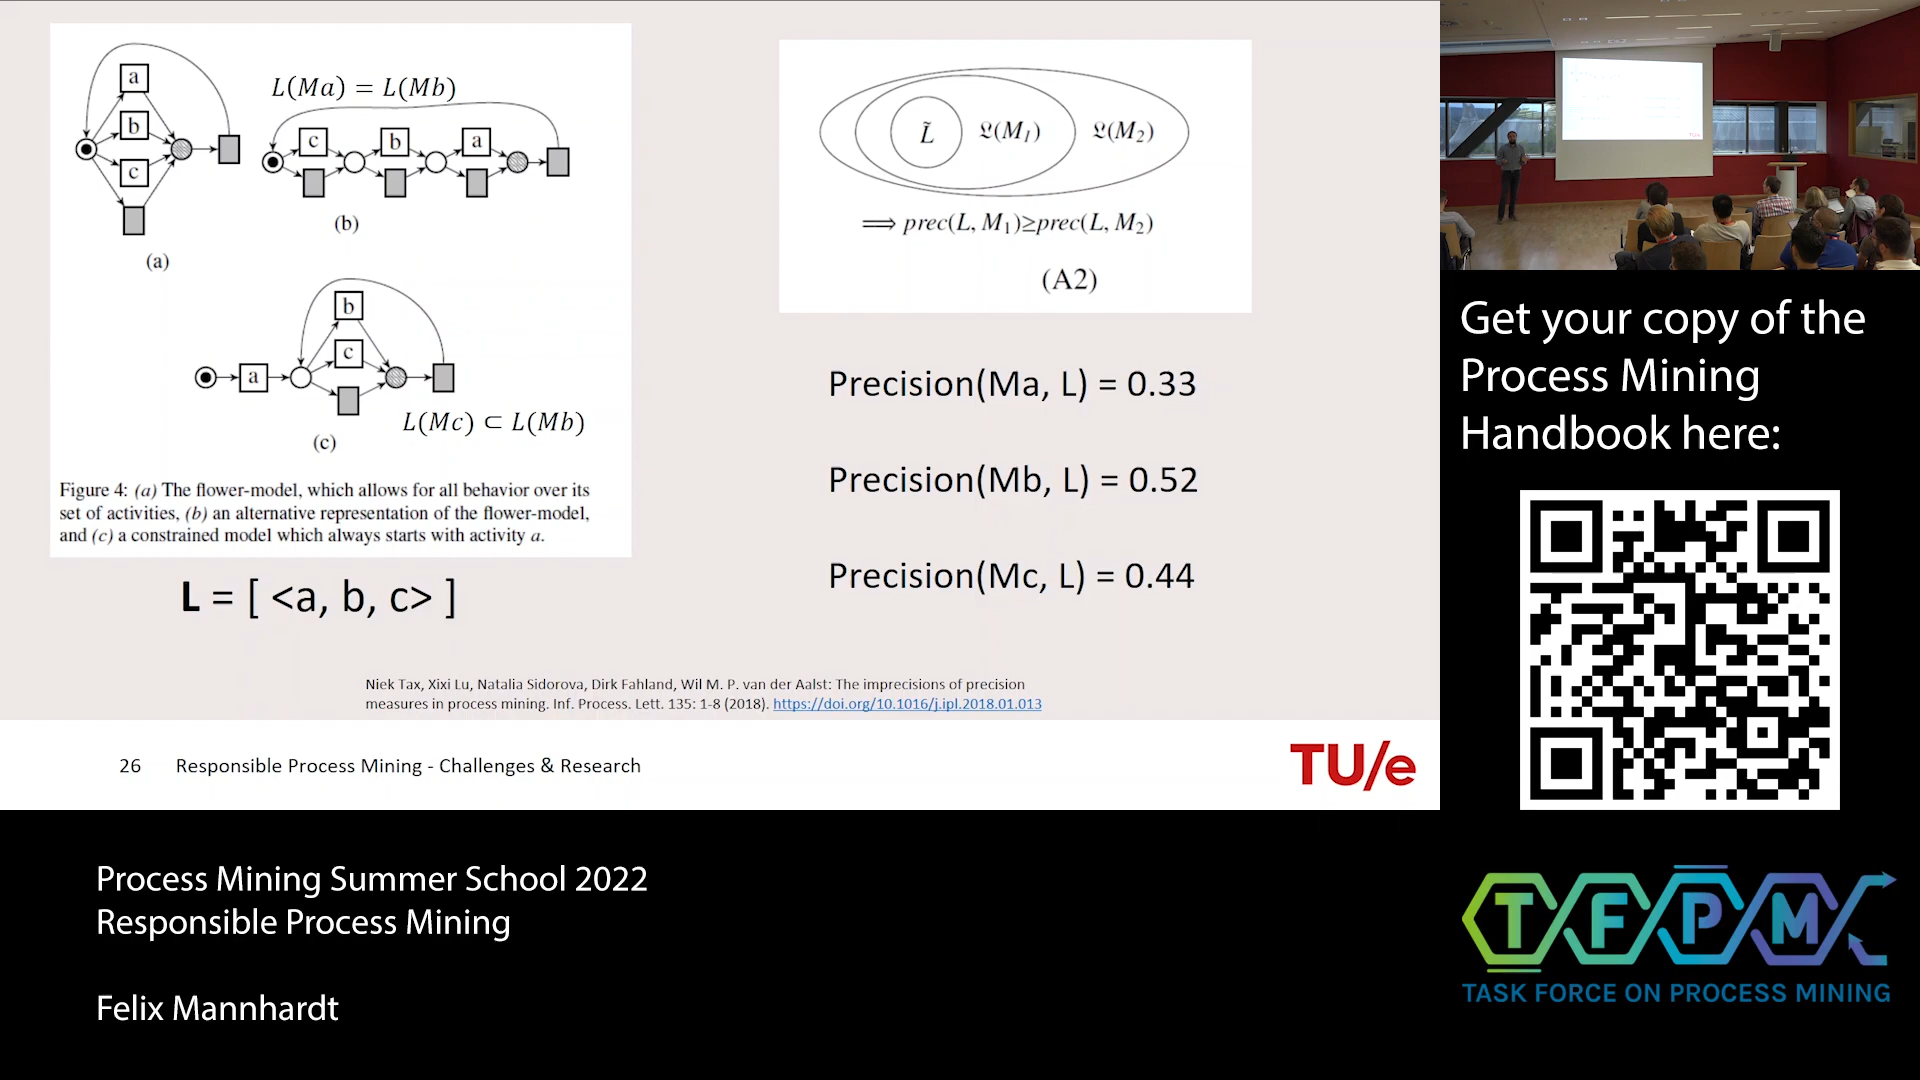 a
b
c
(a)
L(Ma) = L(Mb)
c
b
a
(b)
b
c
a
L(Mc) ⊂ L(Mb)
(c)
Figure 4: (a) The flower-model, which allows for all behavior over its
set of activities, (b) an alternative representation of the flower-model,
and (c) a constrained model which always starts with activity a.
L = [ <a, b, c> ]
L̃ 𝔏(M₁) 𝔏(M₂)
⟹ prec(L, M₁)≥prec(L, M₂)
(A2)
Precision(Ma, L) = 0.33
Precision(Mb, L) = 0.52
Precision(Mc, L) = 0.44
Niek Tax, Xixi Lu, Natalia Sidorova, Dirk Fahland, Wil M. P. van der Aalst: The imprecisions of precision
measures in process mining. Inf. Process. Lett. 135: 1-8 (2018). https://doi.org/10.1016/j.ipl.2018.01.013
26 Responsible Process Mining - Challenges & Research
TU/e
Get your copy of the
Process Mining
Handbook here:
Process Mining Summer School 2022
Responsible Process Mining
Felix Mannhardt
TFPM
TASK FORCE ON PROCESS MINING